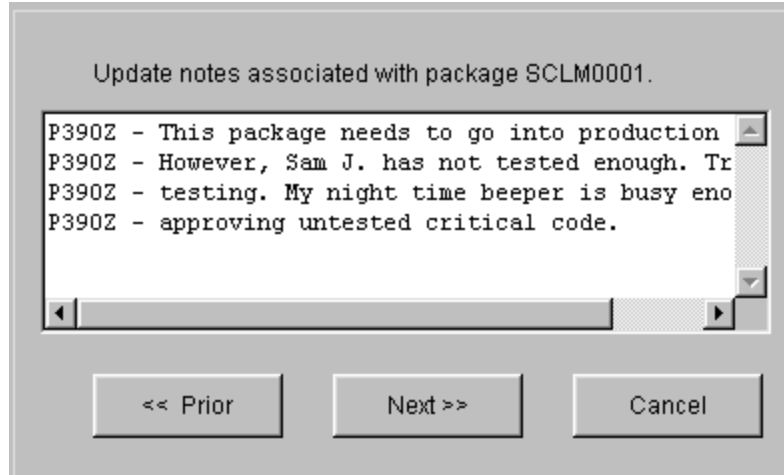 Update notes associated with package SCLM0001.
P390Z - This package needs to go into production
P390Z - However, Sam J. has not tested enough. Tr
P390Z - testing. My night time beeper is busy eno
P390Z - approving untested critical code.
<< Prior
Next >>
Cancel